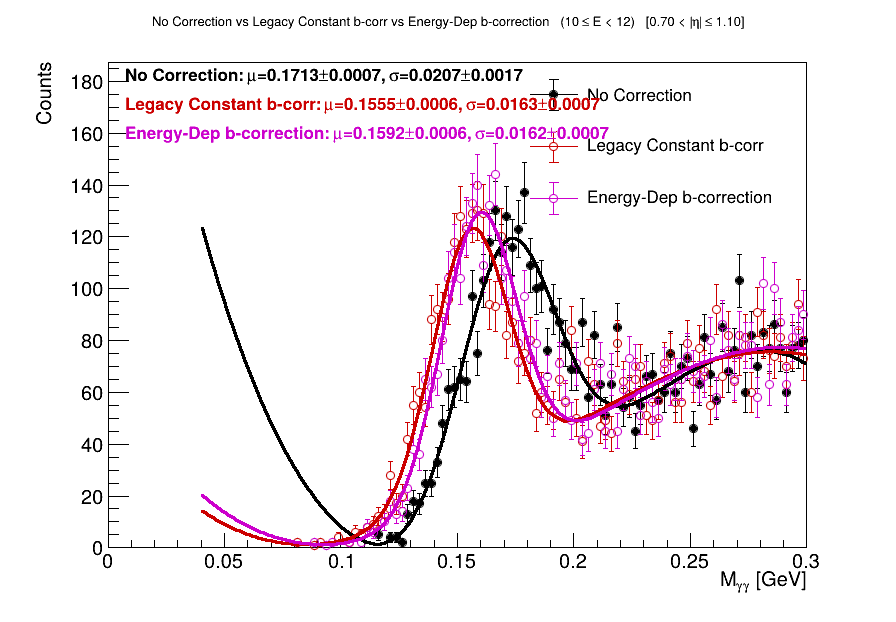 No Correction vs Legacy Constant b-corr vs Energy-Dep b-correction (10 ≤ E < 12) [0.70 < |η| ≤ 1.10]
Counts
No Correction: μ=0.1713±0.0007, σ=0.0207±0.0017
Legacy Constant b-corr: μ=0.1555±0.0006, σ=0.0163±0.0007
Energy-Dep b-correction: μ=0.1592±0.0006, σ=0.0162±0.0007
No Correction
Legacy Constant b-corr
Energy-Dep b-correction
180
160
140
120
100
80
60
40
20
0
0 0.05 0.1 0.15 0.2 0.25 0.3
Mγγ [GeV]